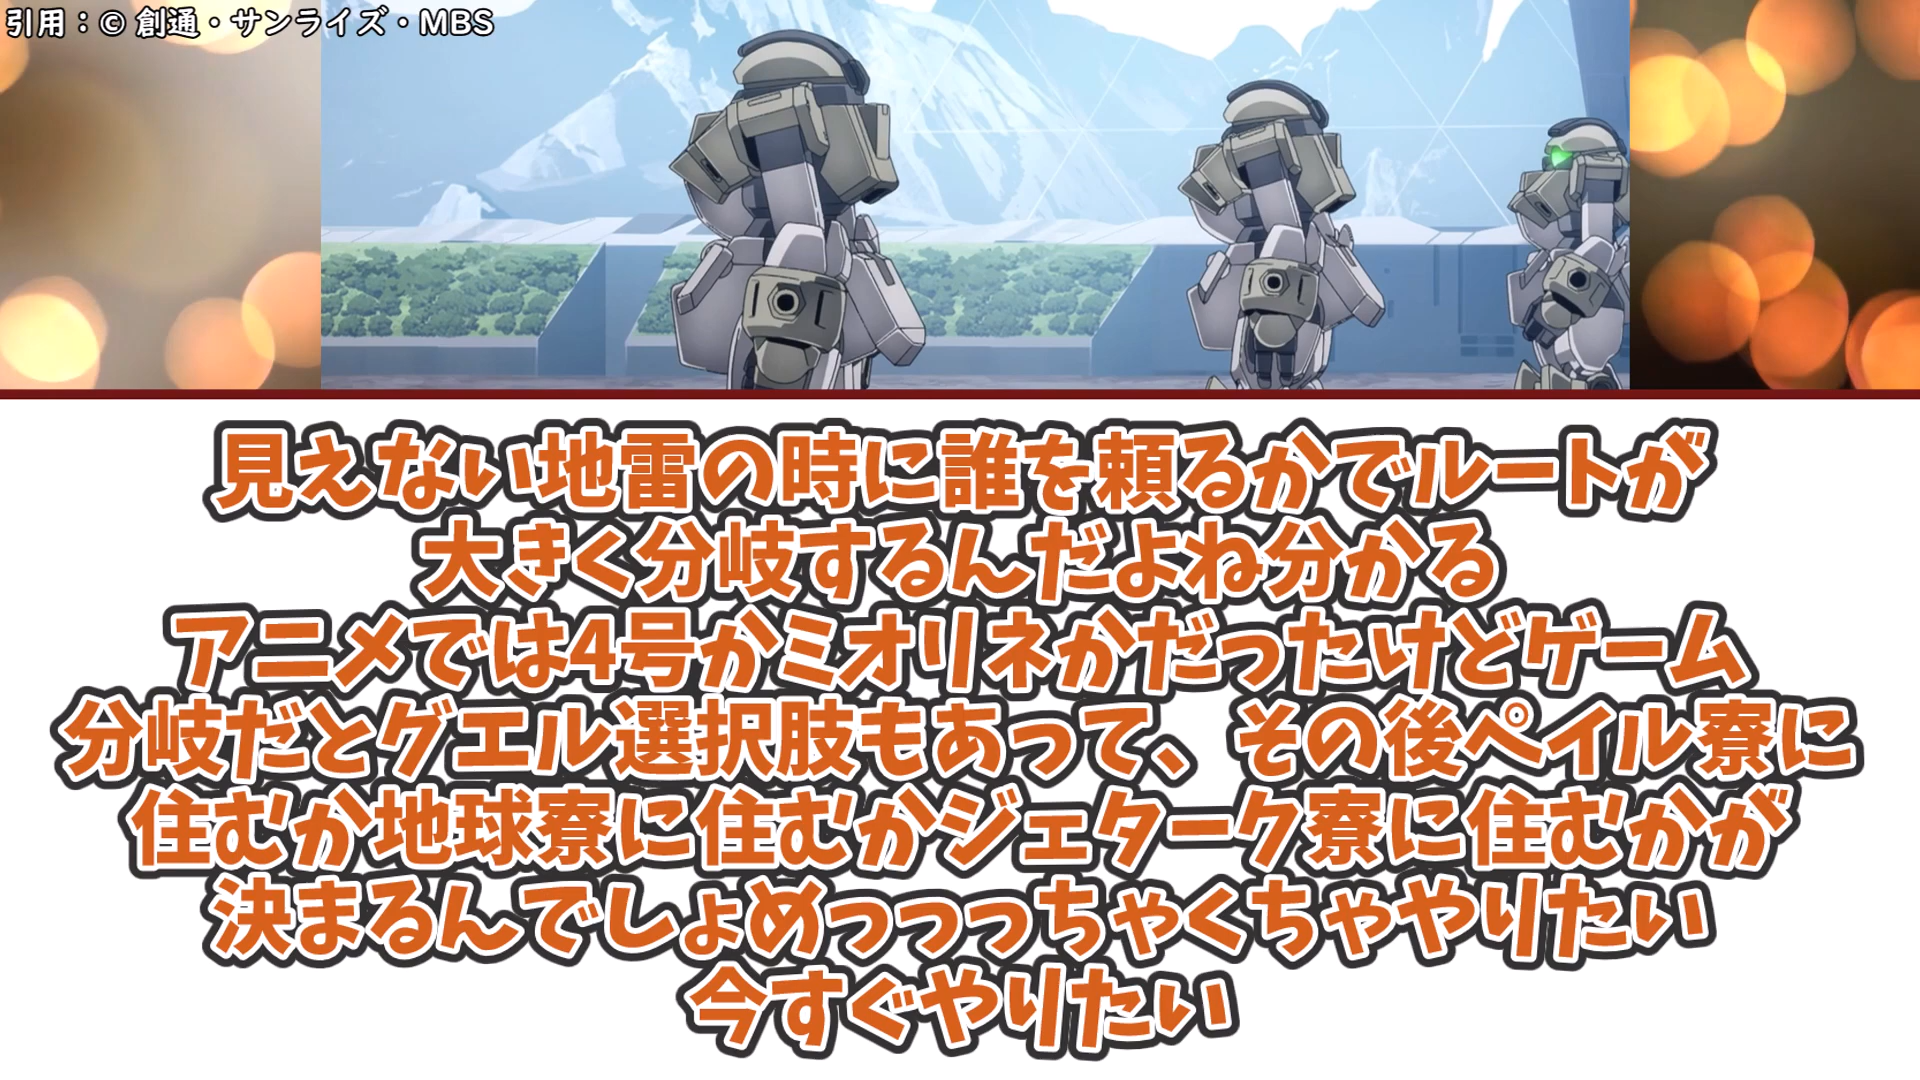 引用：© 創通・サンライズ・MBS
見えない地雷の時に誰を頼るかでルートが
大きく分岐するんだよね分かる
アニメでは4号かミオリネかだったけどゲーム
分岐だとグエル選択肢もあって、その後ペイル寮に
住むか地球寮に住むかジェターク寮に住むかが
決まるんでしょめっっっちゃくちゃやりたい
今すぐやりたい